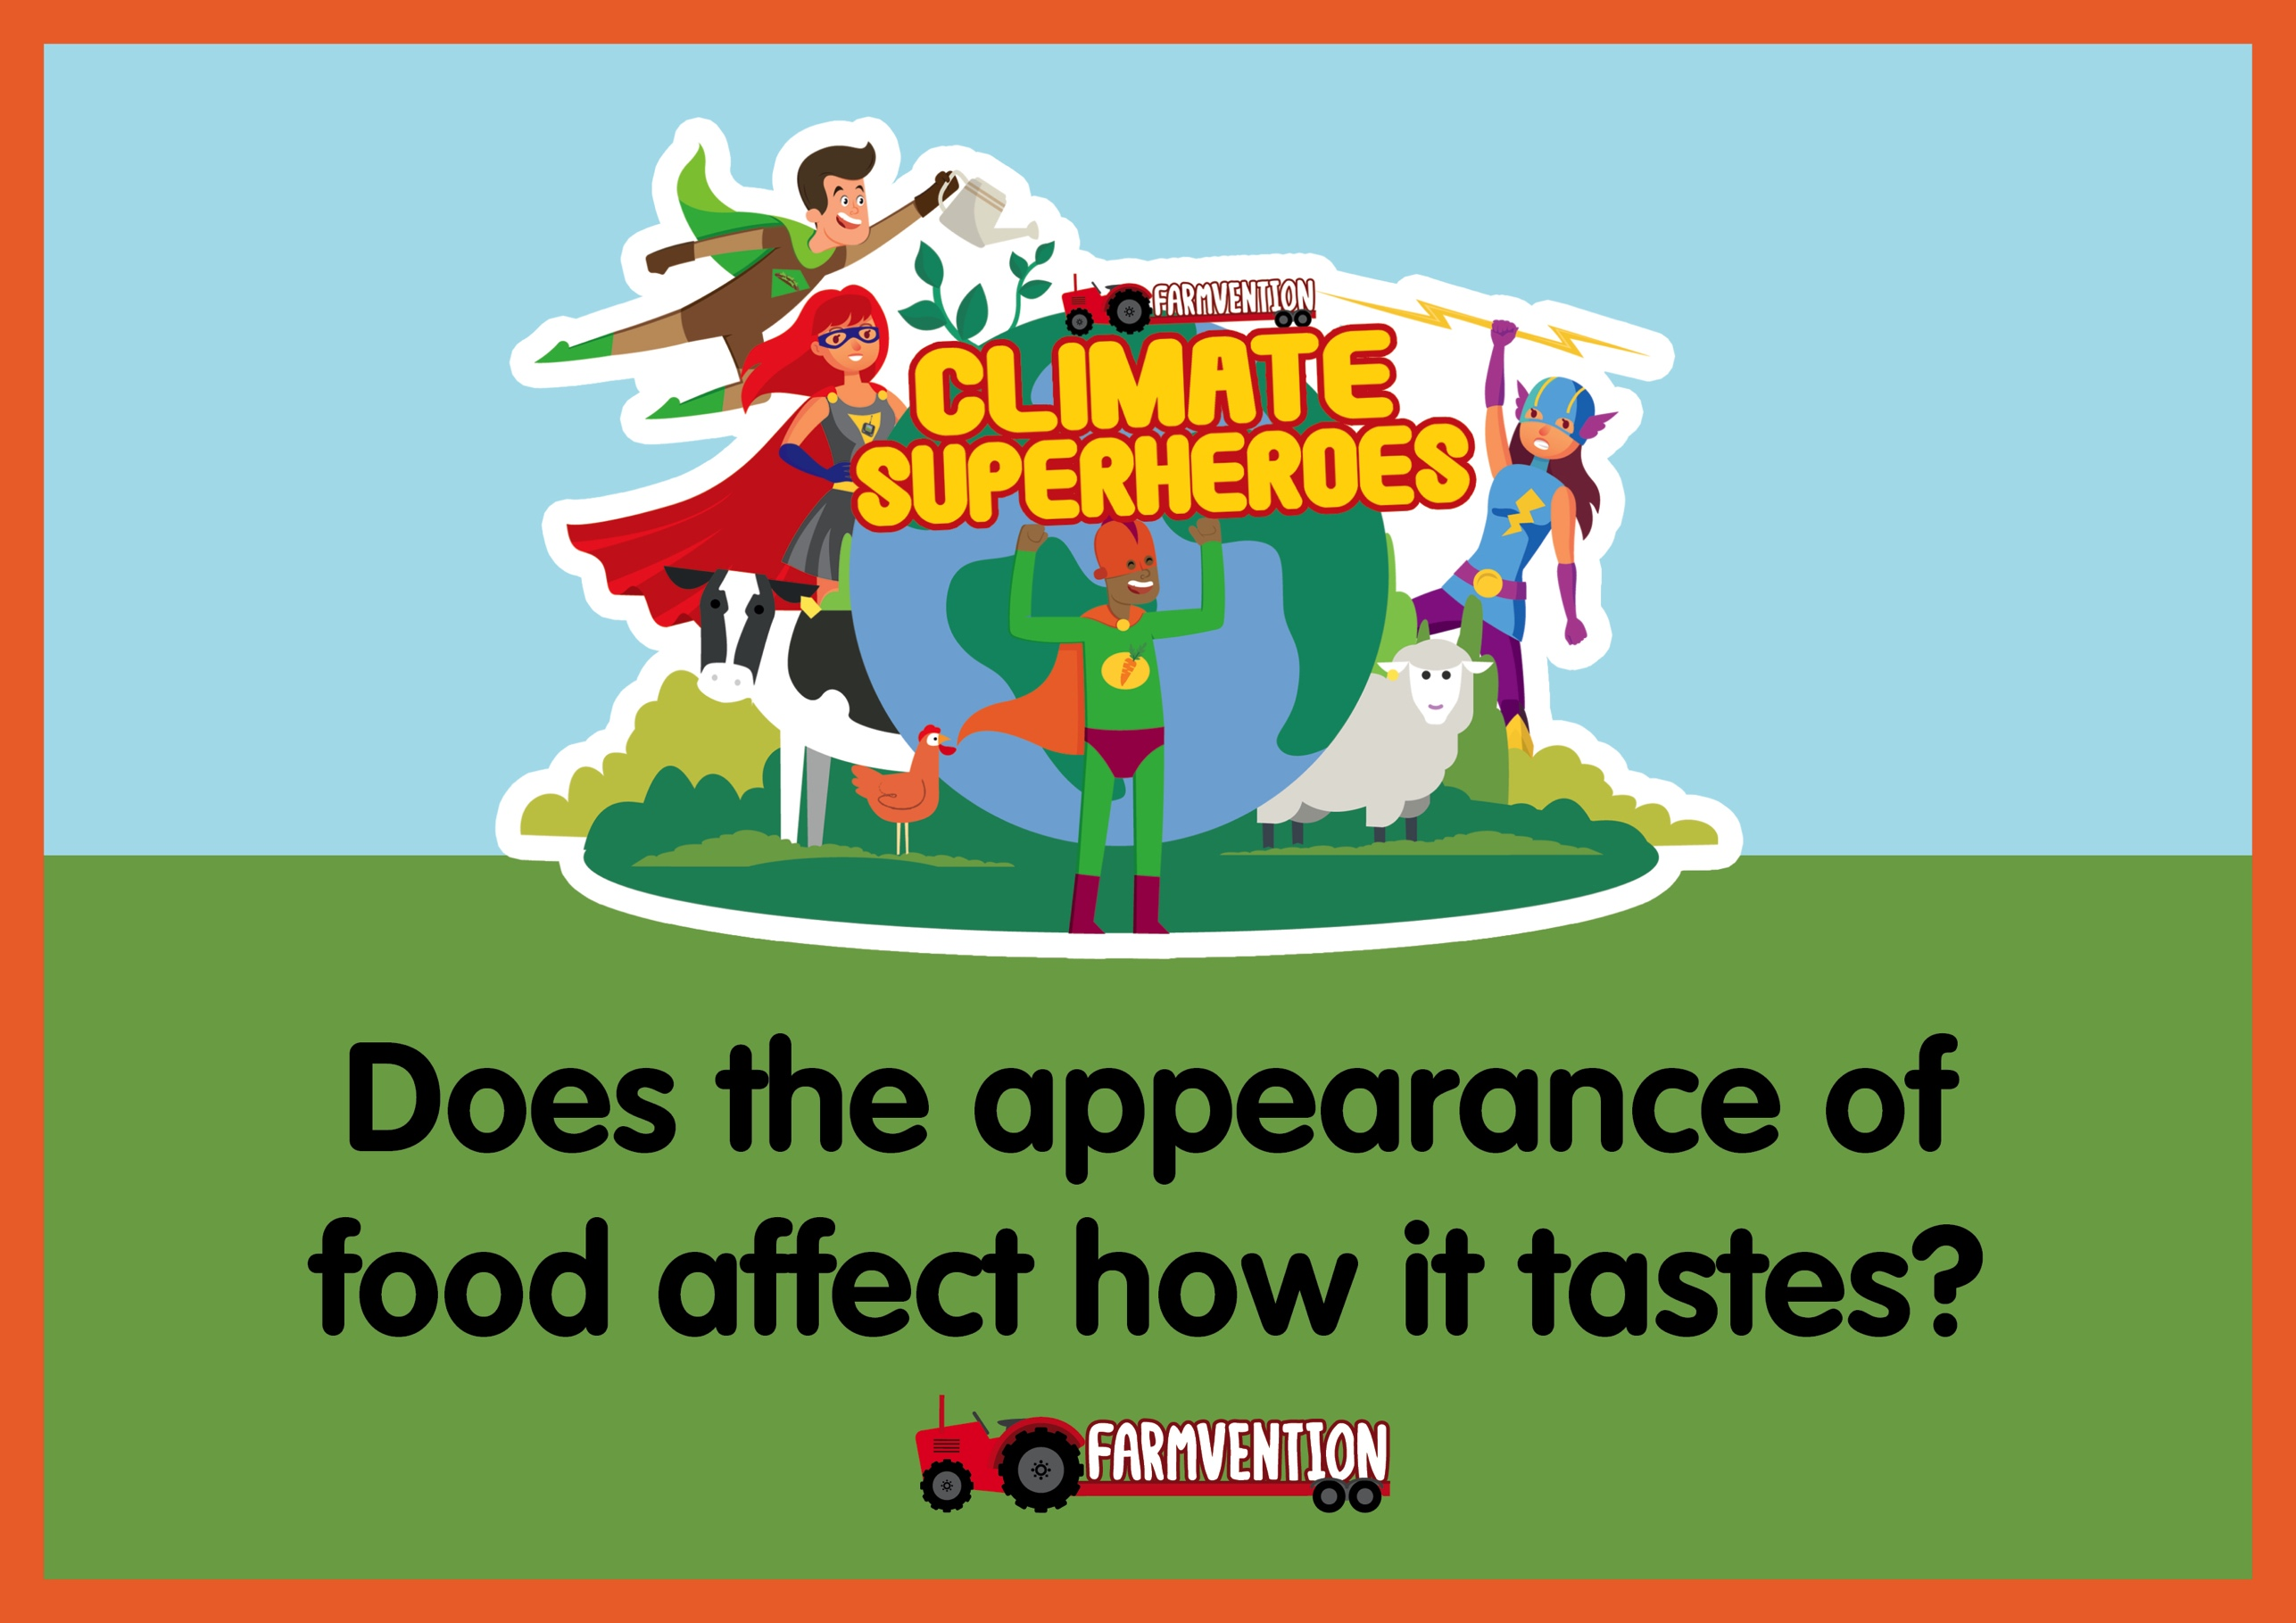 FARMVENTION
CLIMATE
SUPERHEROES
Does the appearance of
food affect how it tastes?
FARMVENTION